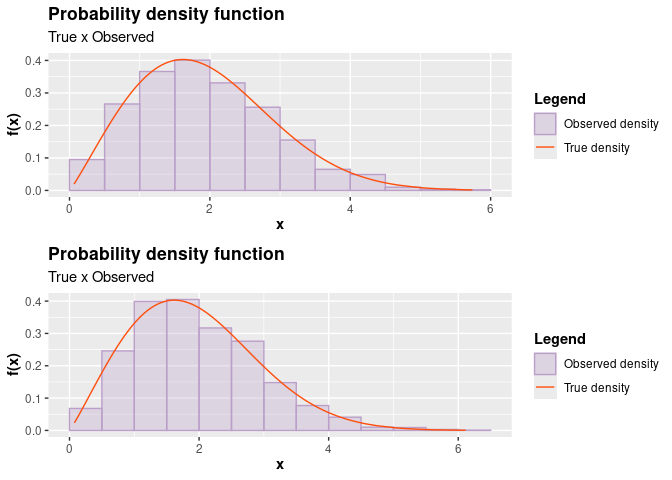 Probability density function
True x Observed
0.4
0.3
0.2
0.1
0.0
f(x)
0 2 4 6
x
Legend
Observed density
True density
Probability density function
True x Observed
0.4
0.3
0.2
0.1
0.0
f(x)
0 2 4 6
x
Legend
Observed density
True density